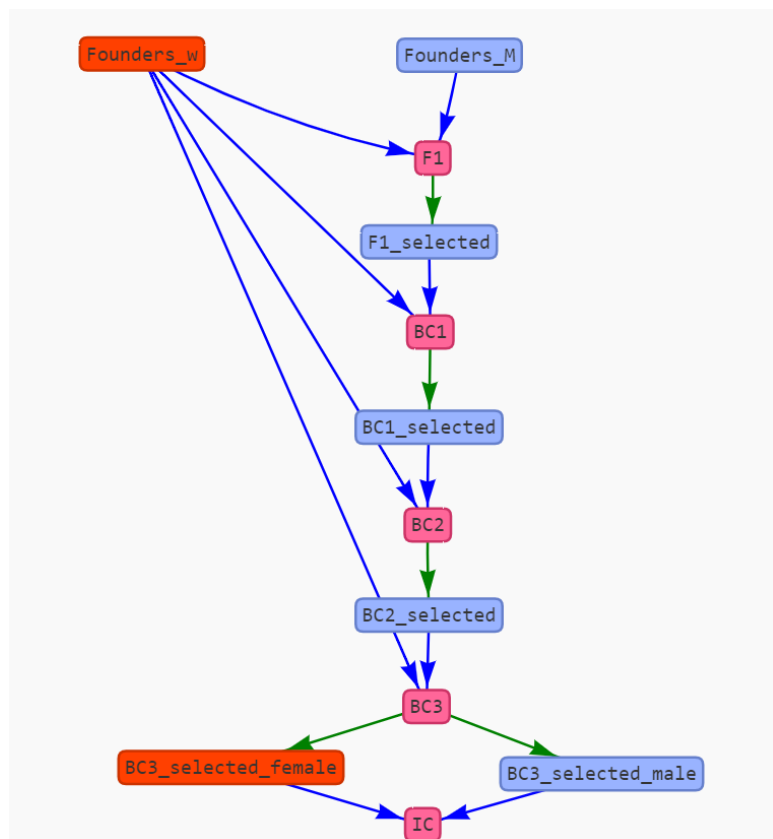 Founders_w
Founders_M
F1
F1_selected
BC1
BC1_selected
BC2
BC2_selected
BC3
BC3_selected_female
BC3_selected_male
IC